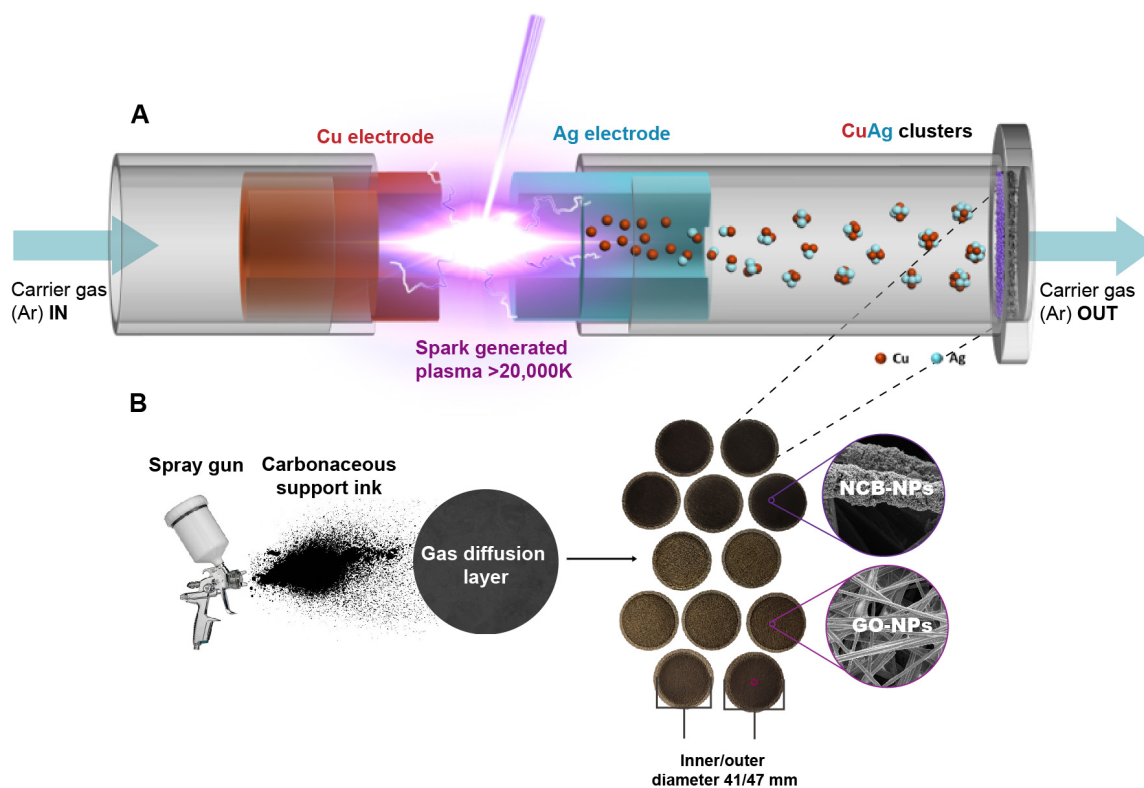 A
Cu electrode
Ag electrode
CuAg clusters
Carrier gas
(Ar) IN
Carrier gas
(Ar) OUT
Spark generated
plasma >20,000K
Cu
Ag
B
Spray gun
Carbonaceous
support ink
Gas diffusion
layer
NCB-NPs
GO-NPs
Inner/outer
diameter 41/47 mm